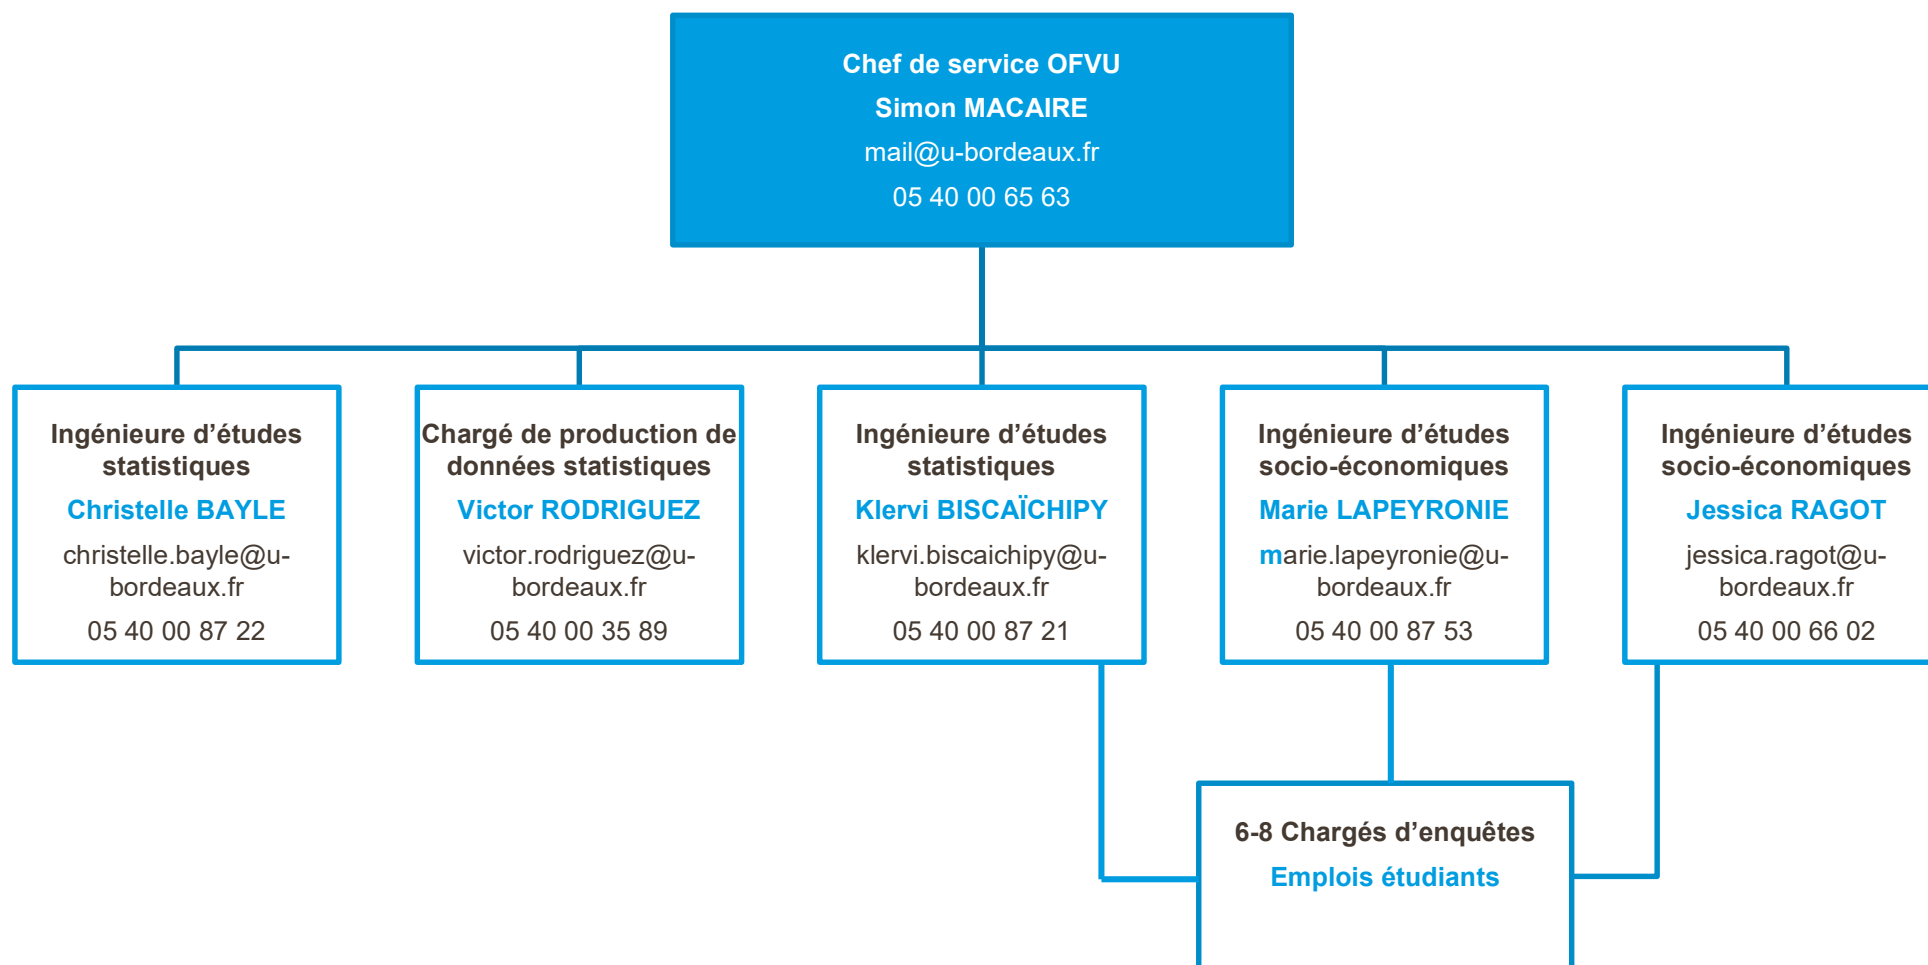 Chef de service OFVU
Simon MACAIRE
mail@u-bordeaux.fr
05 40 00 65 63
Ingénieure d’études
statistiques
Christelle BAYLE
christelle.bayle@u-
bordeaux.fr
05 40 00 87 22
Chargé de production de
données statistiques
Victor RODRIGUEZ
victor.rodriguez@u-
bordeaux.fr
05 40 00 35 89
Ingénieure d’études
statistiques
Klervi BISCAÏCHIPY
klervi.biscaichipy@u-
bordeaux.fr
05 40 00 87 21
Ingénieure d’études
socio-économiques
Marie LAPEYRONIE
marie.lapeyronie@u-
bordeaux.fr
05 40 00 87 53
Ingénieure d’études
socio-économiques
Jessica RAGOT
jessica.ragot@u-
bordeaux.fr
05 40 00 66 02
6-8 Chargés d’enquêtes
Emplois étudiants